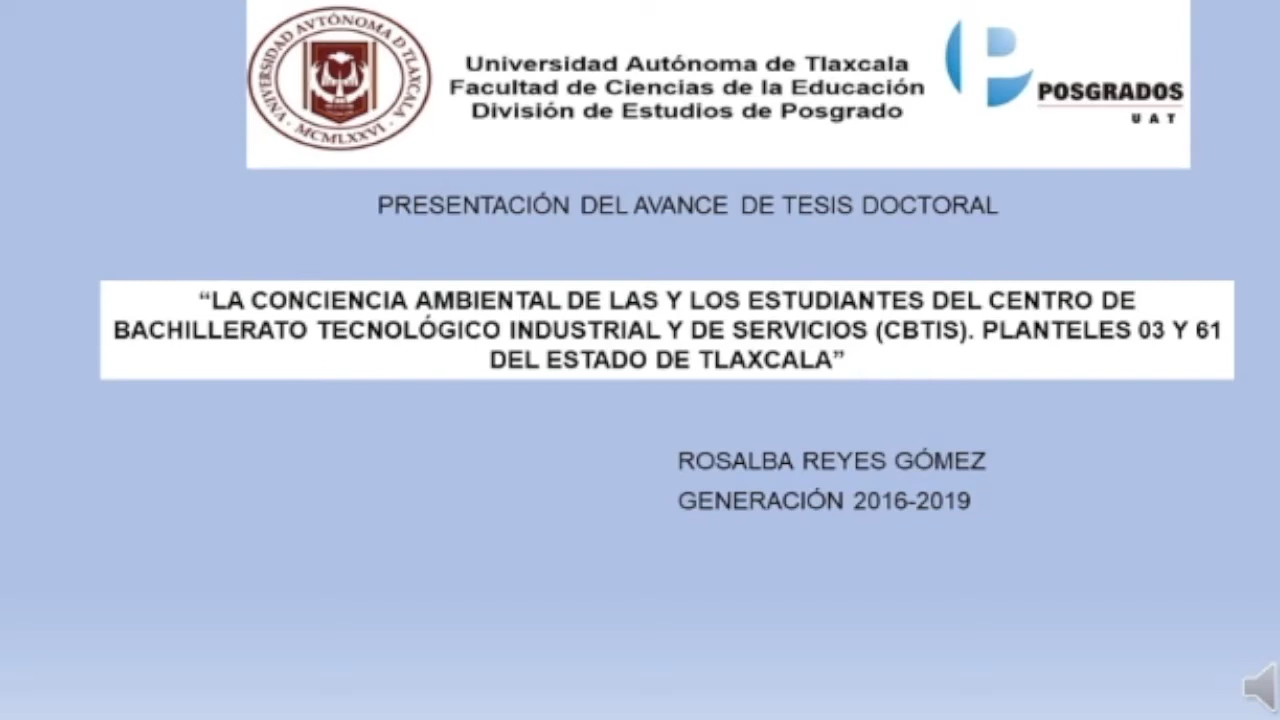 UNIVERSIDAD AVTÓNOMA D TLAXCALA
· MCMLXXVI ·
Universidad Autónoma de Tlaxcala
Facultad de Ciencias de la Educación
División de Estudios de Posgrado
POSGRADOS
UAT
PRESENTACIÓN DEL AVANCE DE TESIS DOCTORAL
“LA CONCIENCIA AMBIENTAL DE LAS Y LOS ESTUDIANTES DEL CENTRO DE
BACHILLERATO TECNOLÓGICO INDUSTRIAL Y DE SERVICIOS (CBTIS). PLANTELES 03 Y 61
DEL ESTADO DE TLAXCALA”
ROSALBA REYES GÓMEZ
GENERACIÓN 2016-2019